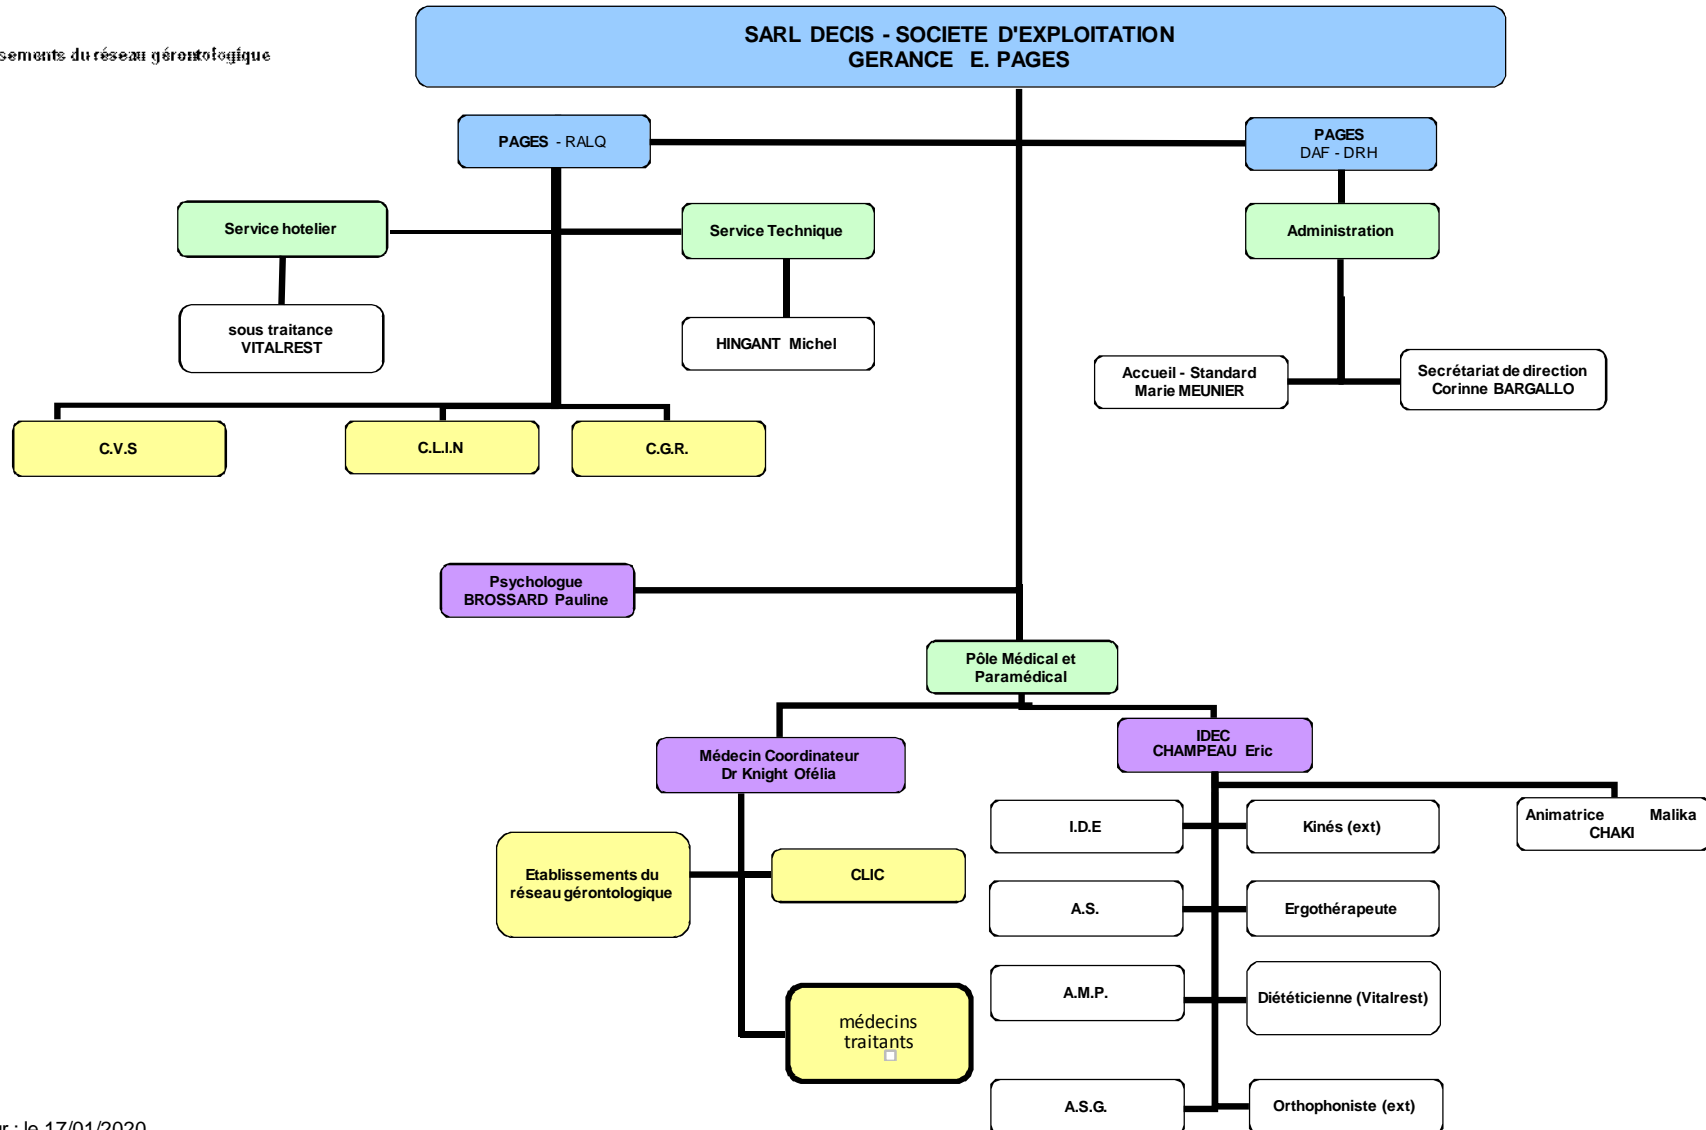 SARL DECIS - SOCIETE D'EXPLOITATION
GERANCE E. PAGES
sements du réseau gérontologique
PAGES - RALQ
PAGES
DAF - DRH
Service hotelier
Service Technique
Administration
sous traitance
VITALREST
HINGANT Michel
Accueil - Standard
Marie MEUNIER
Secrétariat de direction
Corinne BARGALLO
C.V.S
C.L.I.N
C.G.R.
Psychologue
BROSSARD Pauline
Pôle Médical et
Paramédical
Médecin Coordinateur
Dr Knight Ofélia
IDEC
CHAMPEAU Eric
I.D.E
Kinés (ext)
Animatrice Malika
CHAKI
Etablissements du
réseau gérontologique
CLIC
A.S.
Ergothérapeute
A.M.P.
Diététicienne (Vitalrest)
médecins
traitants
A.S.G.
Orthophoniste (ext)
r : le 17/01/2020